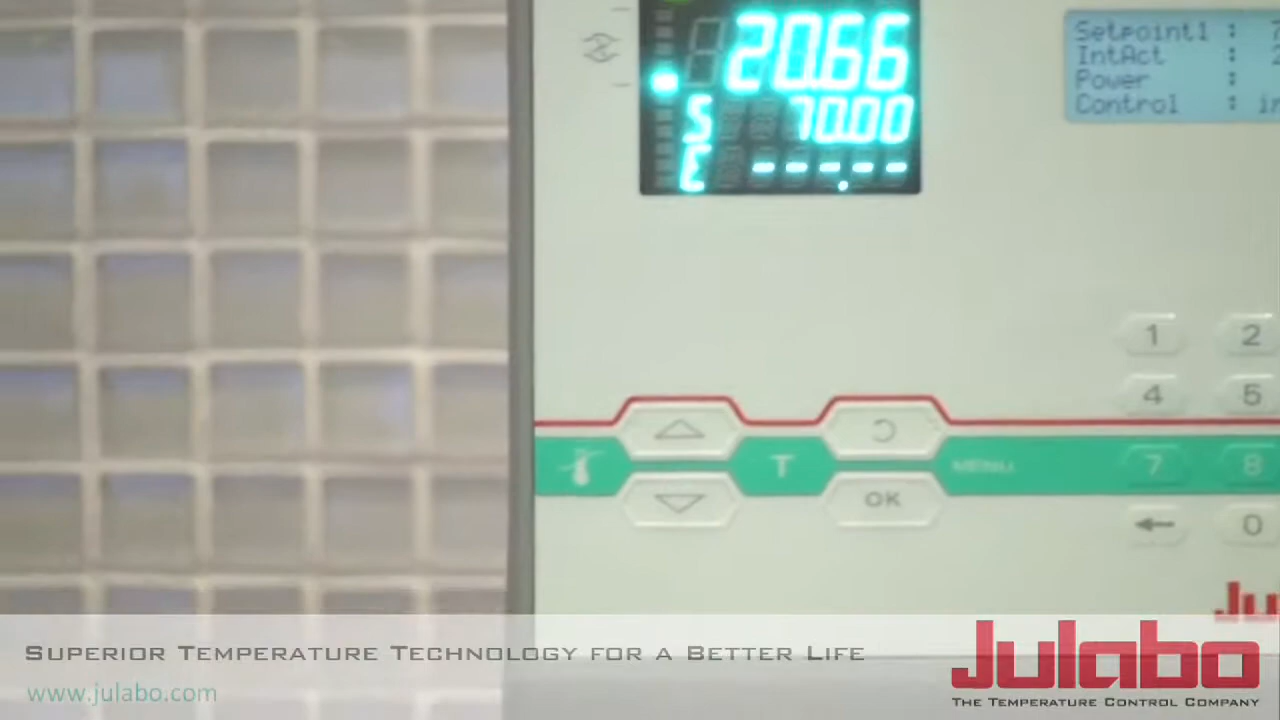 20.66
S 70.00
E -----
Setpoint1 :
IntAct :
Power :
Control :
1 2
4 5
T
MENU
7 8
OK
0
SUPERIOR TEMPERATURE TECHNOLOGY FOR A BETTER LIFE
www.julabo.com
Julabo
THE TEMPERATURE CONTROL COMPANY